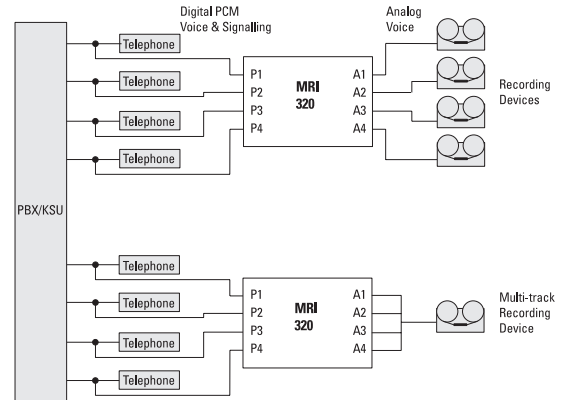 Digital PCM
Voice & Signalling
Analog
Voice
Telephone
Telephone
Telephone
Telephone
P1
P2
P3
P4
MRI
320
A1
A2
A3
A4
Recording
Devices
PBX/KSU
Telephone
Telephone
Telephone
Telephone
P1
P2
P3
P4
MRI
320
A1
A2
A3
A4
Multi-track
Recording
Device